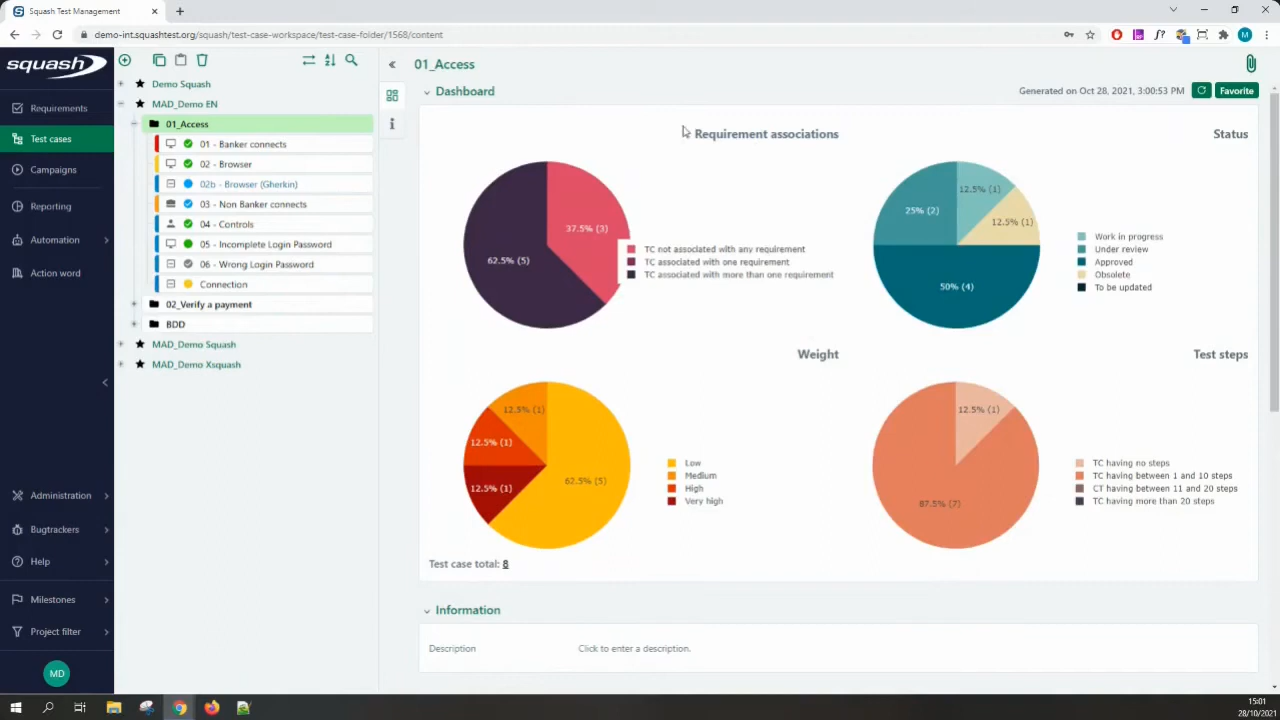 Squash Test Management
demo-int.squashtest.org/squash/test-case-workspace/test-case-folder/1568/content
M
squash
Requirements
Test cases
Campaigns
Reporting
Automation
Action word
Administration
Bugtrackers
Help
Milestones
Project filter
MD
Demo Squash
MAD_Demo EN
01_Access
01 - Banker connects
02 - Browser
02b - Browser (Gherkin)
03 - Non Banker connects
04 - Controls
05 - Incomplete Login Password
06 - Wrong Login Password
Connection
02_Verify a payment
BDD
MAD_Demo Squash
MAD_Demo Xsquash
01_Access
Dashboard
Generated on Oct 28, 2021, 3:00:53 PM
Favorite
Requirement associations
37.5% (3)
62.5% (5)
TC not associated with any requirement
TC associated with one requirement
TC associated with more than one requirement
Status
12.5% (1)
25% (2)
12.5% (1)
50% (4)
Work in progress
Under review
Approved
Obsolete
To be updated
Weight
12.5% (1)
12.5% (1)
12.5% (1)
62.5% (5)
Low
Medium
High
Very high
Test steps
12.5% (1)
87.5% (7)
TC having no steps
TC having between 1 and 10 steps
CT having between 11 and 20 steps
TC having more than 20 steps
Test case total: 8
Information
Description
Click to enter a description.
15:01
28/10/2021